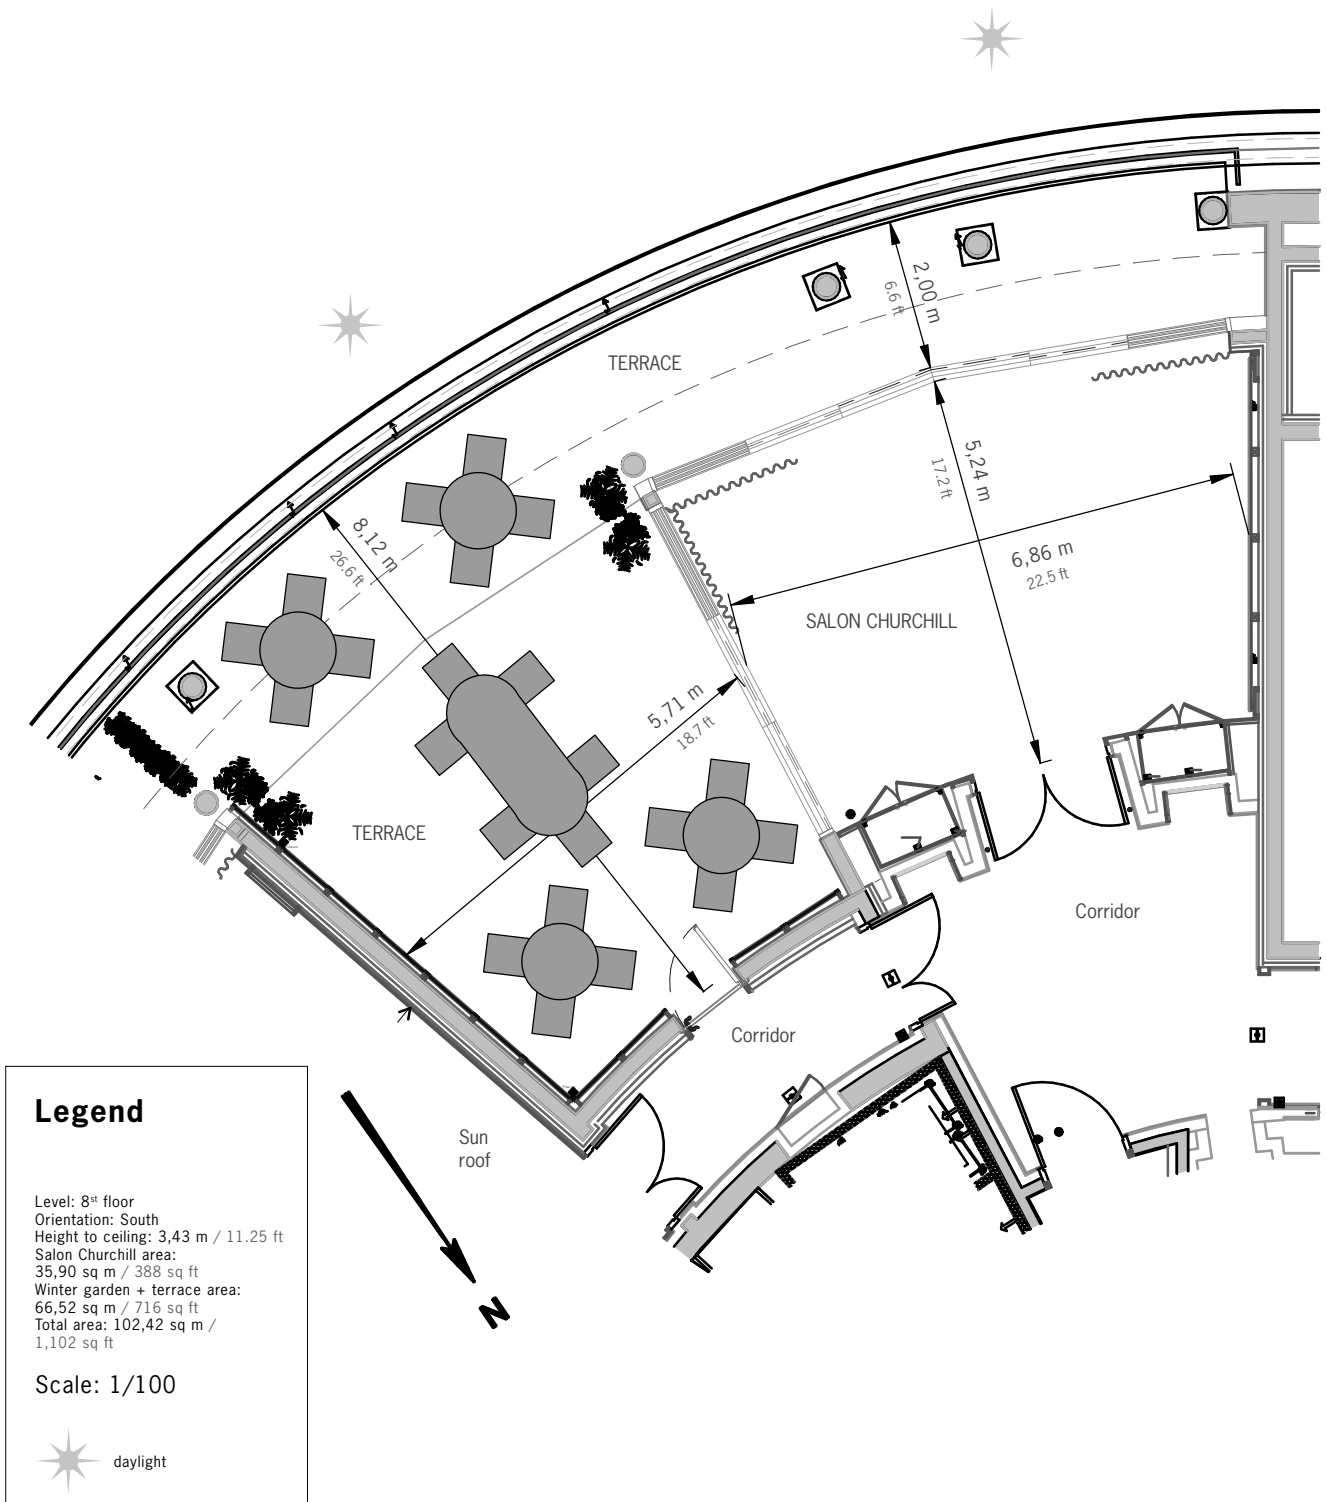 TERRACE
2,00 m
6.6 ft
5,24 m
17.2 ft
6,86 m
22.5 ft
SALON CHURCHILL
8,12 m
26.6 ft
5,71 m
18.7 ft
TERRACE
Corridor
Corridor
Sun
roof
N
Legend
Level: 8st floor
Orientation: South
Height to ceiling: 3,43 m / 11.25 ft
Salon Churchill area:
35,90 sq m / 388 sq ft
Winter garden + terrace area:
66,52 sq m / 716 sq ft
Total area: 102,42 sq m /
1,102 sq ft
Scale: 1/100
daylight